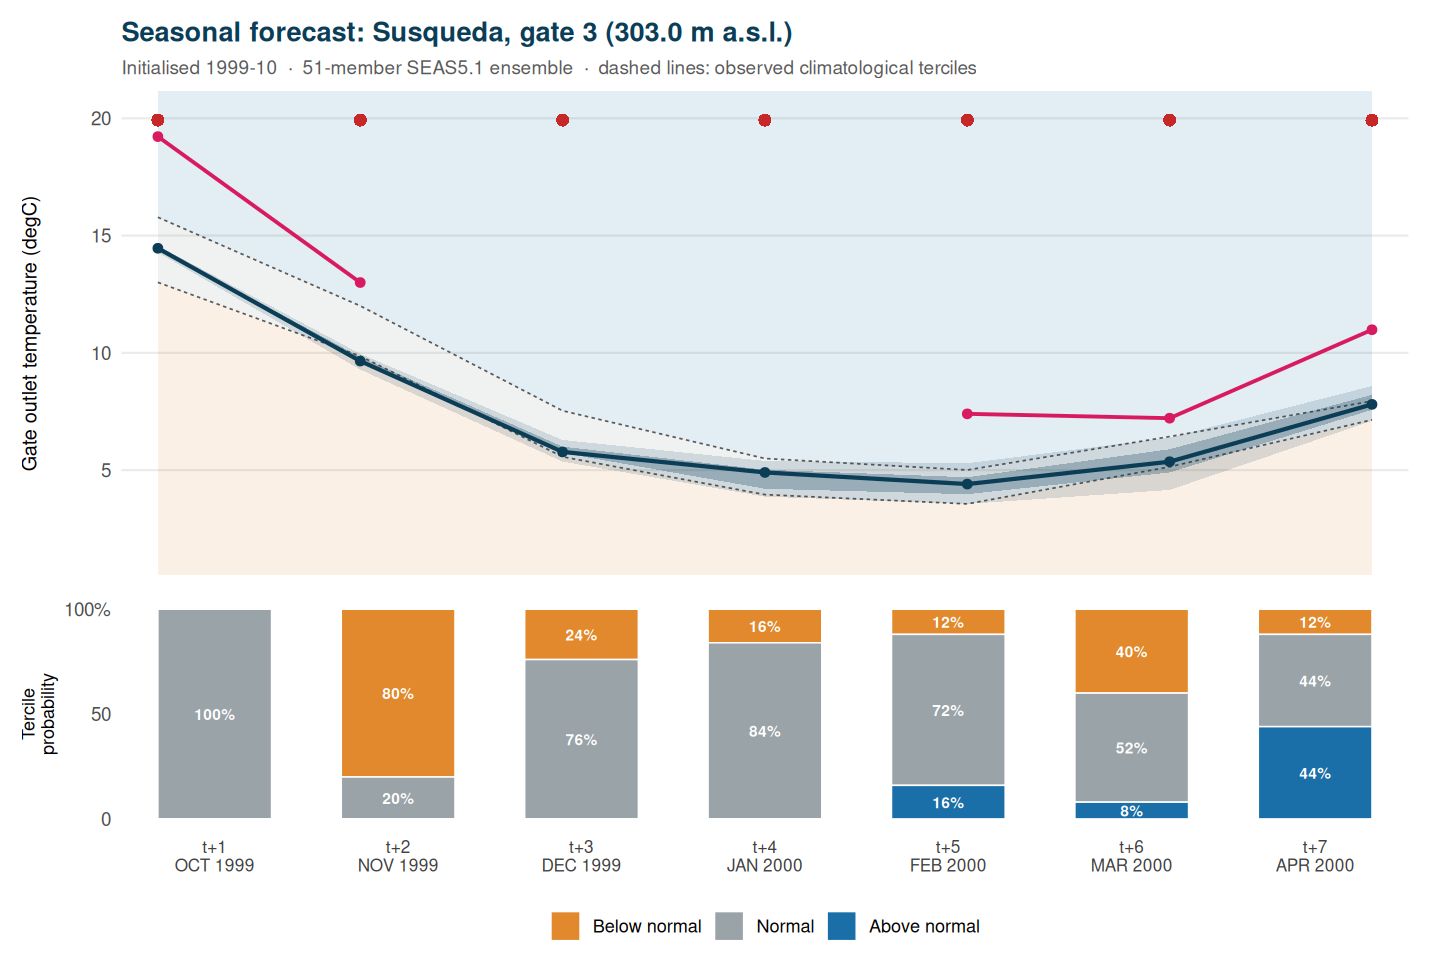 Seasonal forecast: Susqueda, gate 3 (303.0 m a.s.l.)
Initialised 1999-10 · 51-member SEAS5.1 ensemble · dashed lines: observed climatological terciles
Gate outlet temperature (degC)
20
15
10
5
Tercile
probability
100%
50
0
100%
80%
20%
24%
76%
16%
84%
12%
72%
16%
40%
52%
8%
12%
44%
44%
t+1
OCT 1999
t+2
NOV 1999
t+3
DEC 1999
t+4
JAN 2000
t+5
FEB 2000
t+6
MAR 2000
t+7
APR 2000
Below normal
Normal
Above normal